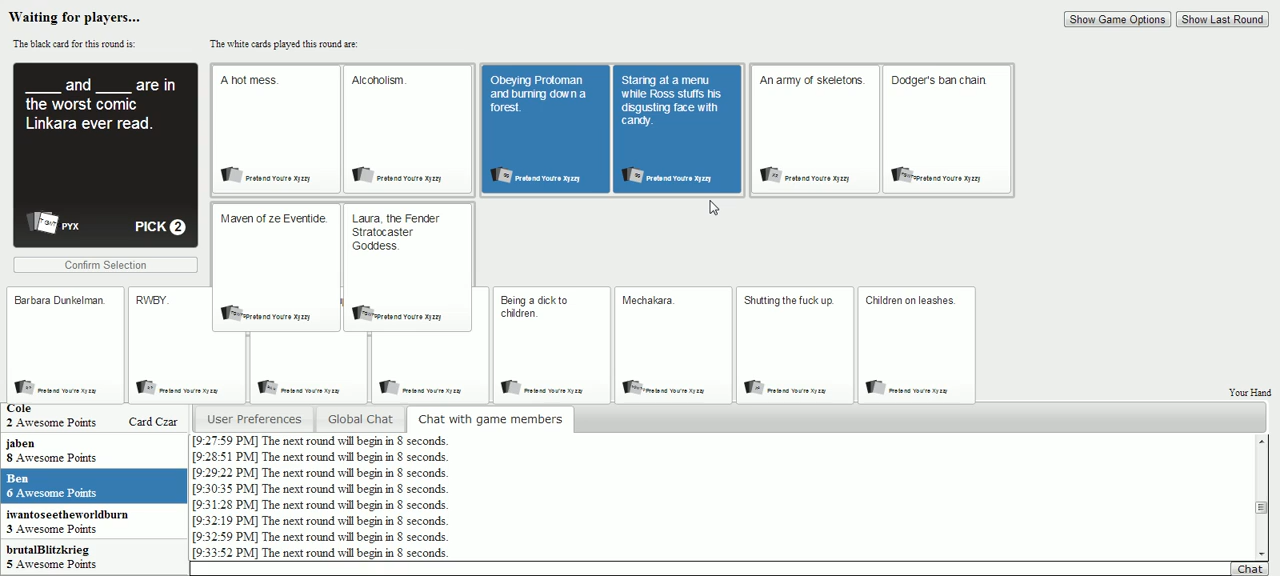 Waiting for players...
Show Game Options
Show Last Round
The black card for this round is:
The white cards played this round are:
____ and ____ are in
the worst comic
Linkara ever read.
PYX
PICK 2
Confirm Selection
A hot mess.
Pretend You're Xyzzy
Alcoholism.
Pretend You're Xyzzy
Obeying Protoman
and burning down a
forest.
Pretend You're Xyzzy
Staring at a menu
while Ross stuffs his
disgusting face with
candy.
Pretend You're Xyzzy
An army of skeletons.
Pretend You're Xyzzy
Dodger's ban chain.
Pretend You're Xyzzy
Maven of ze Eventide.
Pretend You're Xyzzy
Laura, the Fender
Stratocaster
Goddess.
Pretend You're Xyzzy
Barbara Dunkelman.
Pretend You're Xyzzy
RWBY.
Pretend You're Xyzzy
Pretend You're Xyzzy
Pretend You're Xyzzy
Being a dick to
children.
Pretend You're Xyzzy
Mechakara.
Pretend You're Xyzzy
Shutting the fuck up.
Pretend You're Xyzzy
Children on leashes.
Pretend You're Xyzzy
Your Hand
Cole
2 Awesome Points
Card Czar
jaben
8 Awesome Points
Ben
6 Awesome Points
iwantoseetheworldburn
3 Awesome Points
brutalBlitzkrieg
5 Awesome Points
User Preferences
Global Chat
Chat with game members
[9:27:59 PM] The next round will begin in 8 seconds.
[9:28:51 PM] The next round will begin in 8 seconds.
[9:29:22 PM] The next round will begin in 8 seconds.
[9:30:35 PM] The next round will begin in 8 seconds.
[9:31:28 PM] The next round will begin in 8 seconds.
[9:32:19 PM] The next round will begin in 8 seconds.
[9:32:59 PM] The next round will begin in 8 seconds.
[9:33:52 PM] The next round will begin in 8 seconds.
Chat